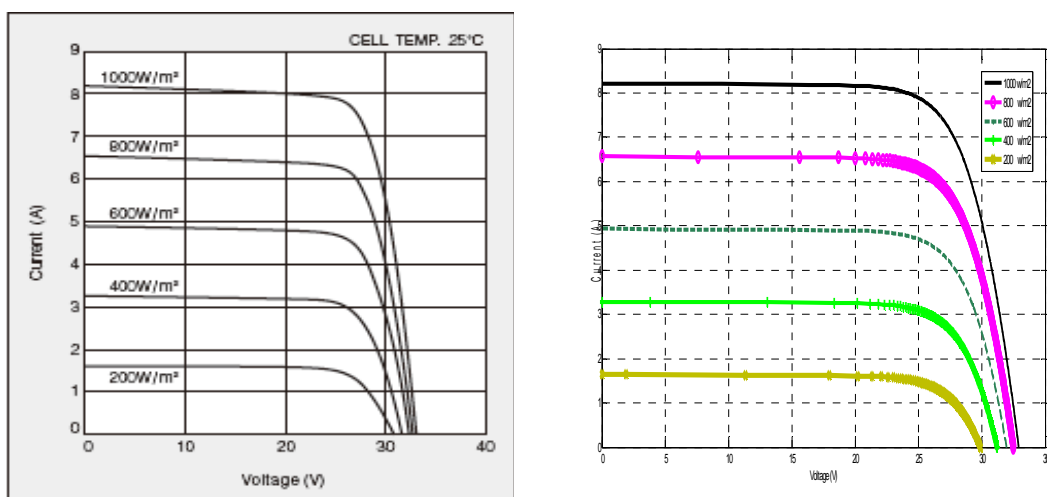 CELL TEMP. 25°C
9
8
7
6
5
4
3
2
1
0
1000W/m²
800W/m²
600W/m²
400W/m²
200W/m²
Current (A)
0 10 20 30 40
Voltage (V)
9
8
7
6
5
4
3
2
1
0
Current (A)
1000 w/m2
800 w/m2
600 w/m2
400 w/m2
200 w/m2
0 5 10 15 20 25 30 35
Voltage (V)